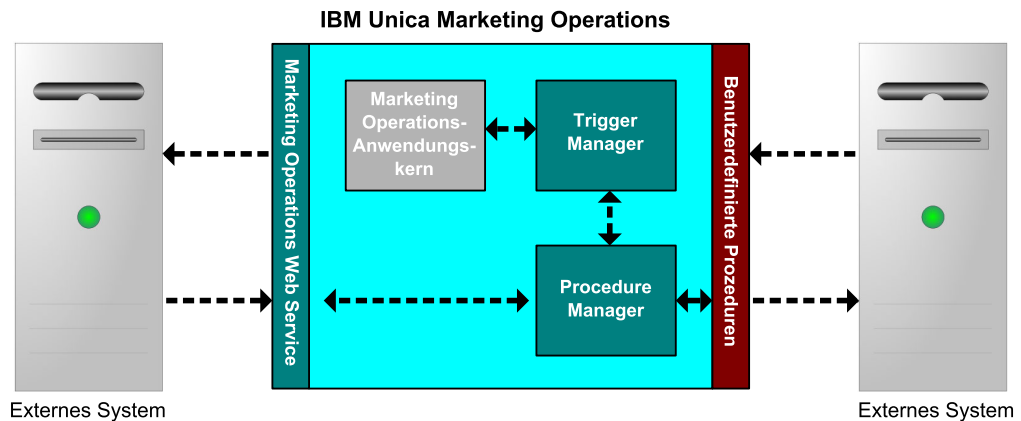 IBM Unica Marketing Operations
Marketing Operations Web Service
Marketing
Operations-
Anwendungs-
kern
Trigger
Manager
Procedure
Manager
Benutzerdefinierte Prozeduren
Externes System
Externes System